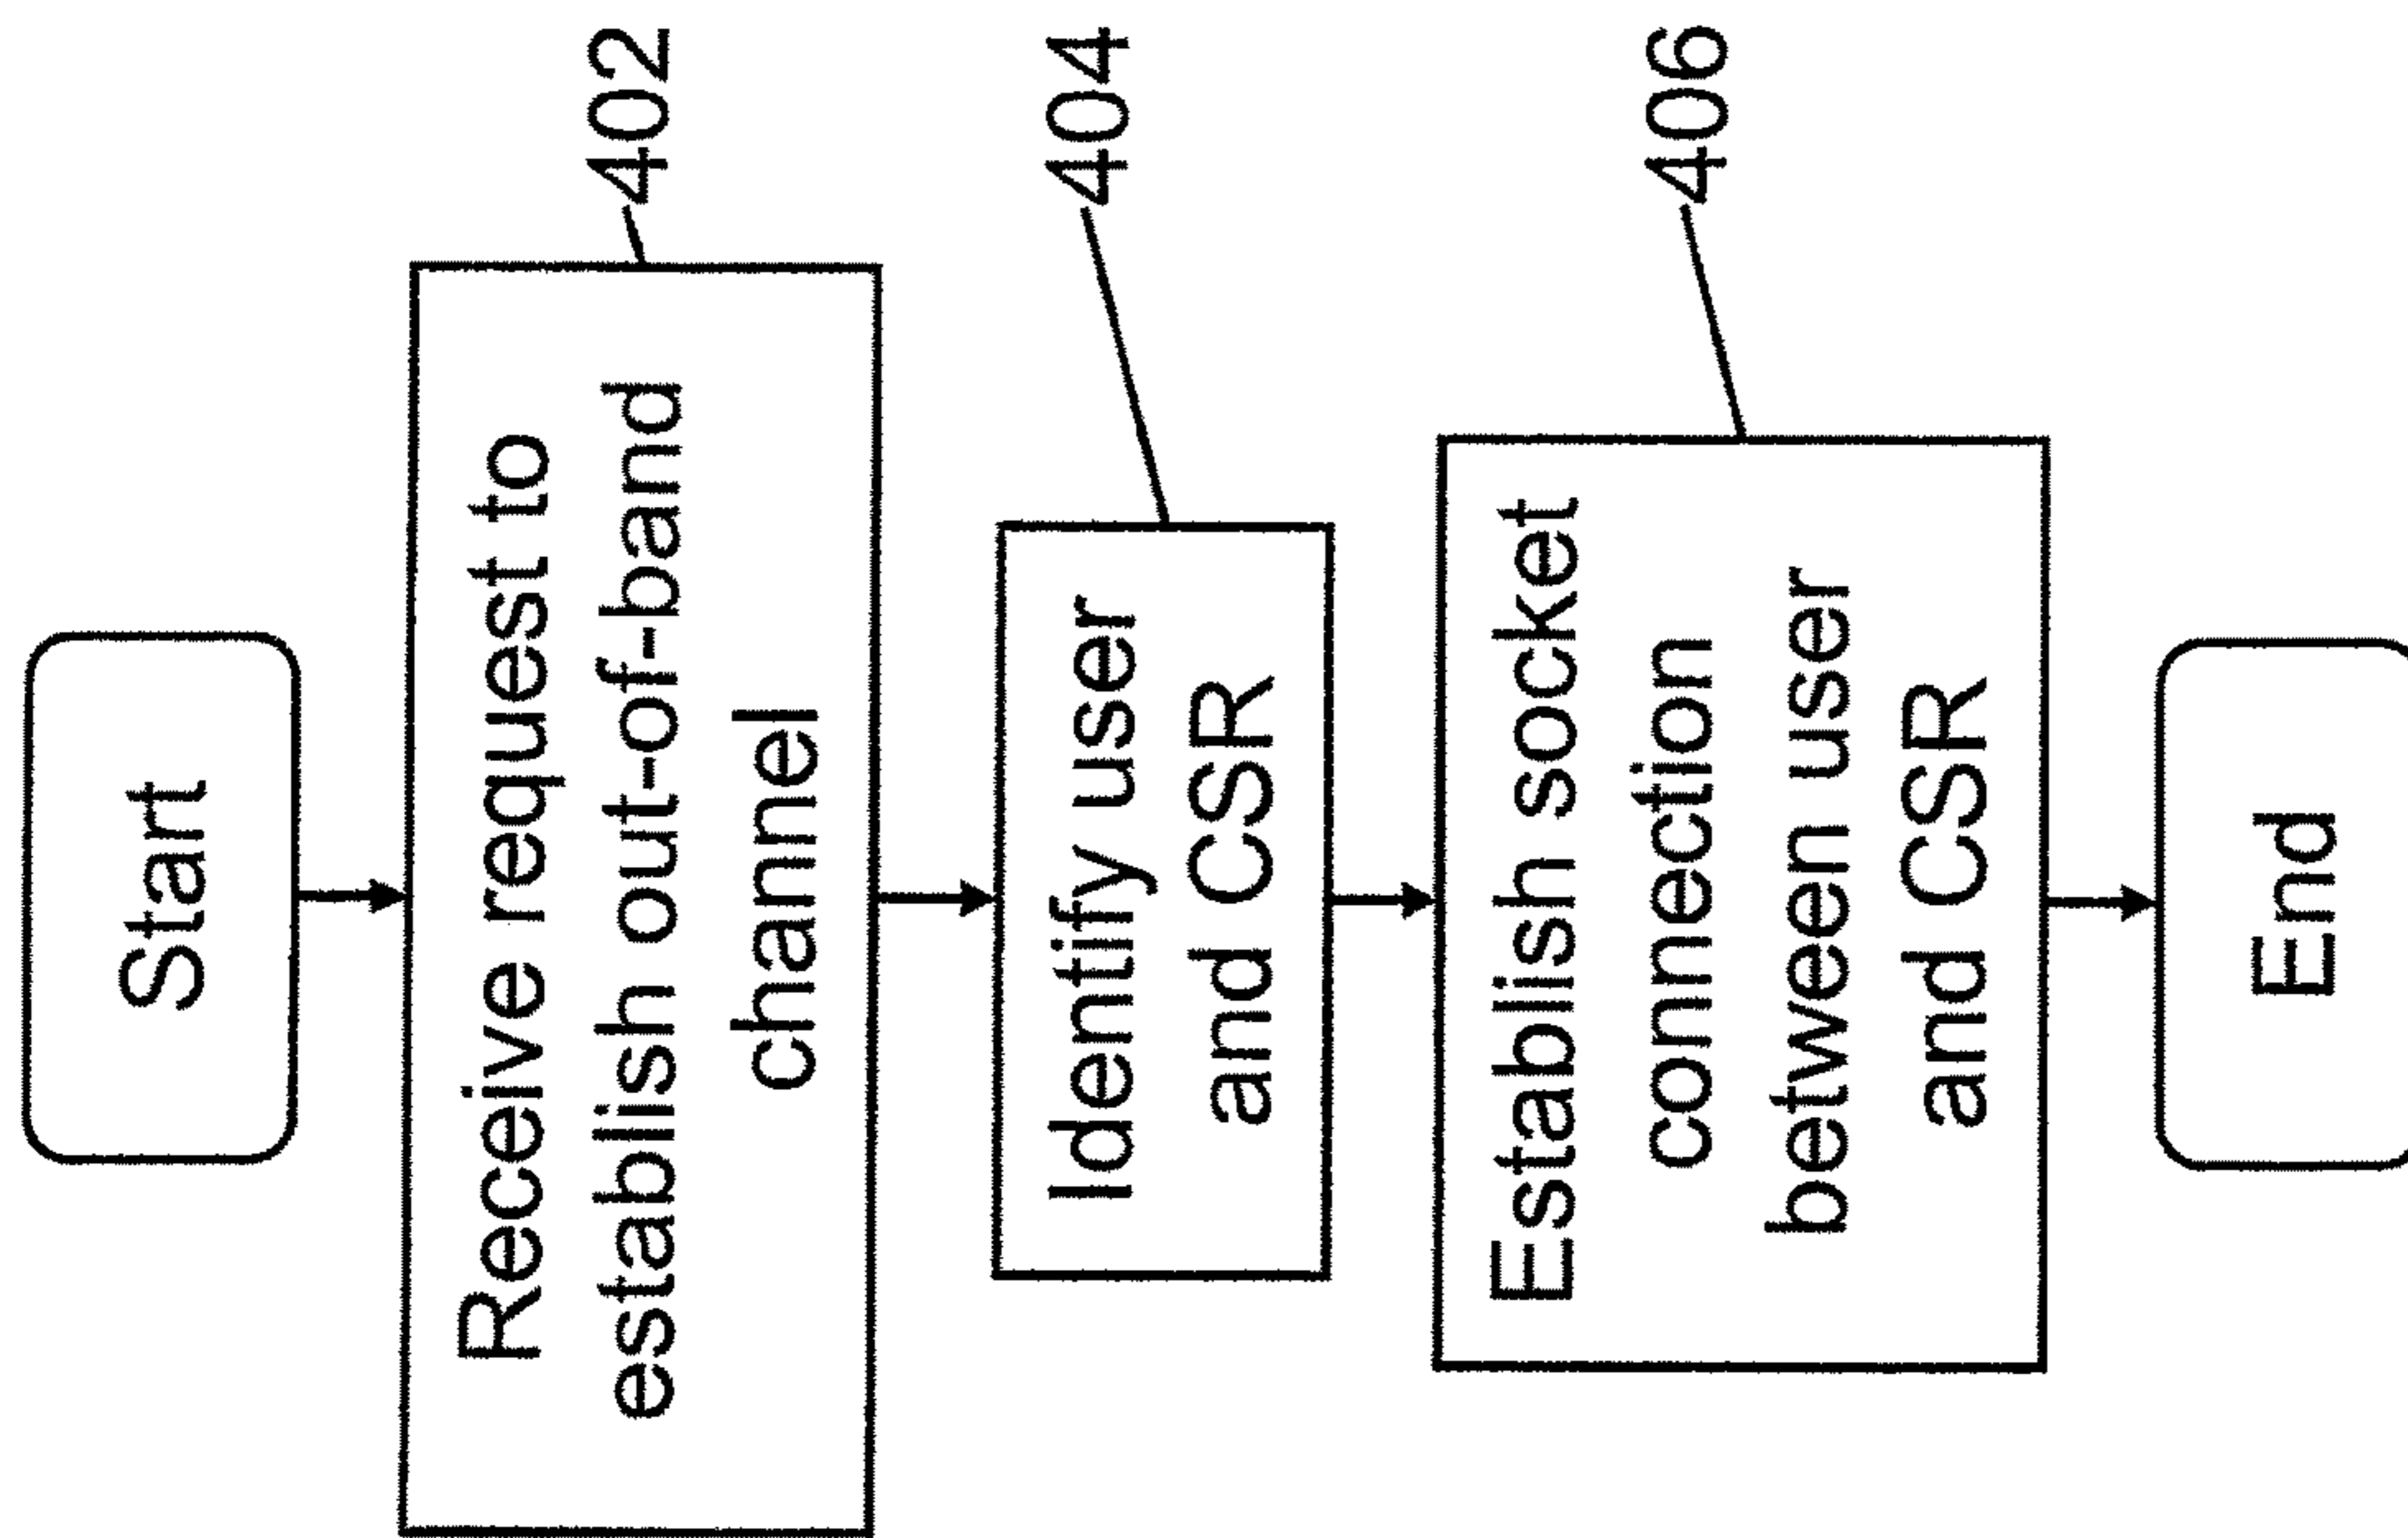 Start
Receive request to
establish out-of-band
channel
402
Identify user
and CSR
404
Establish socket
connection
between user
and CSR
406
End